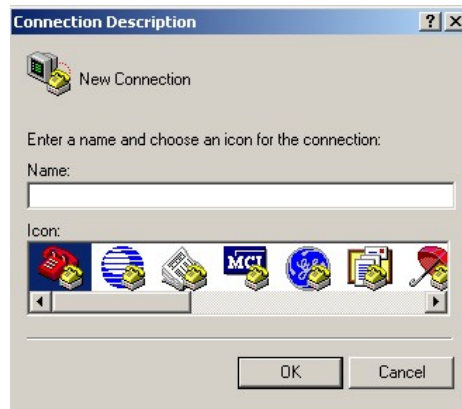 Connection Description
New Connection
Enter a name and choose an icon for the connection:
Name:
Icon:
MCI
OK Cancel